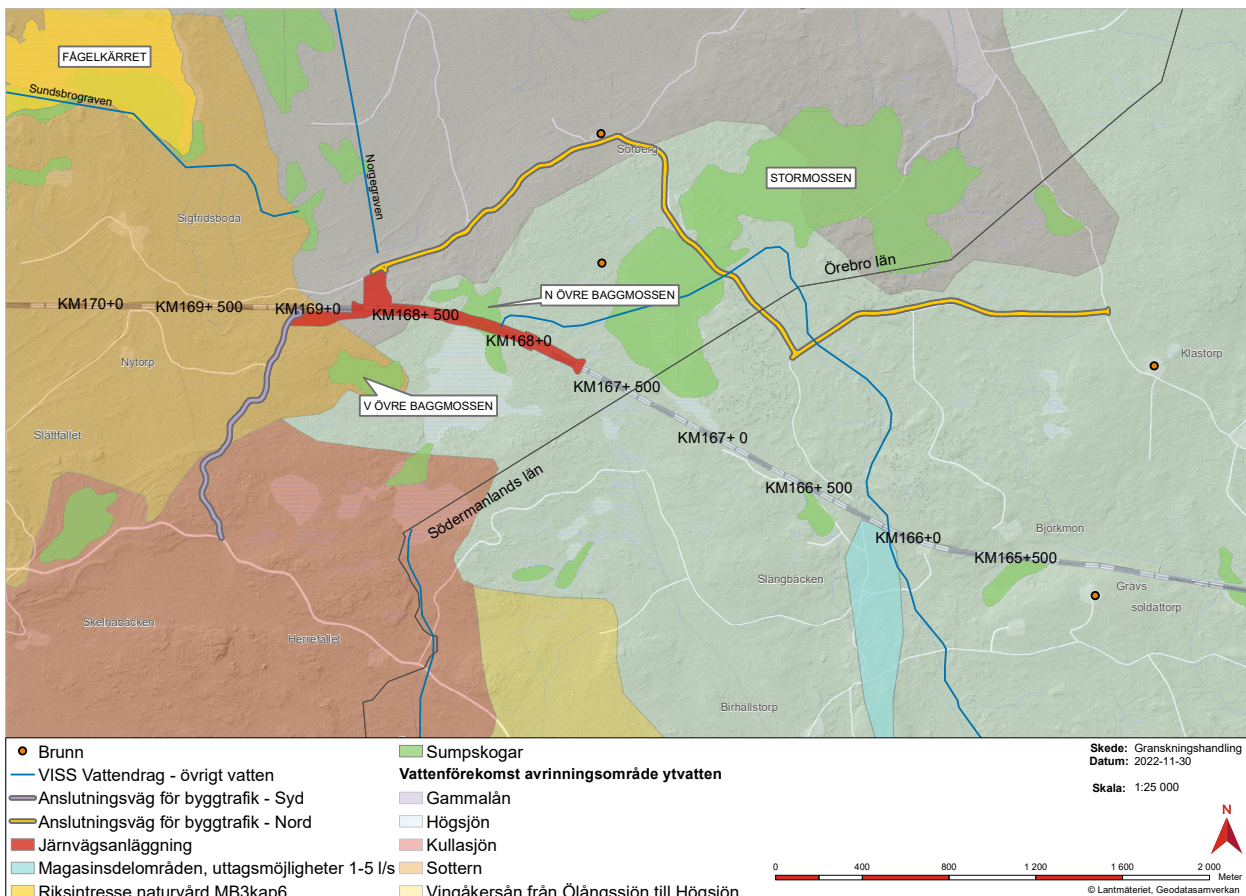 FÅGELKÄRRET
Sundsbrograven
Norgegraven
Sörberg
STORMOSSEN
Sigfridsboda
Örebro län
N ÖVRE BAGGMOSSEN
KM170+0
KM169+ 500
KM169+0
KM168+ 500
KM168+0
Klastorp
Nytorp
KM167+ 500
V ÖVRE BAGGMOSSEN
Slättfallet
KM167+ 0
Södermanlands län
KM166+ 500
KM166+0
Björkmon
KM165+500
Slångbäcken
Grävs
soldattorp
Skelnabäcken
Herrefallet
Birhällstorp
Brunn
VISS Vattendrag - övrigt vatten
Anslutningsväg för byggtrafik - Syd
Anslutningsväg för byggtrafik - Nord
Järnvägsanläggning
Magasinsdelområden, uttagsmöjligheter 1-5 l/s
Riksintresse naturvård MB3kap6
Sumpskogar
Vattenförekomst avrinningsområde ytvatten
Gammalån
Högsjön
Kullasjön
Sottern
Vingåkersån från Ölångssjön till Högsjön
Skede: Granskningshandling
Datum: 2022-11-30
Skala: 1:25 000
N
0 400 800 1 200 1 600 2 000
Meter
© Lantmäteriet, Geodatasamverkan